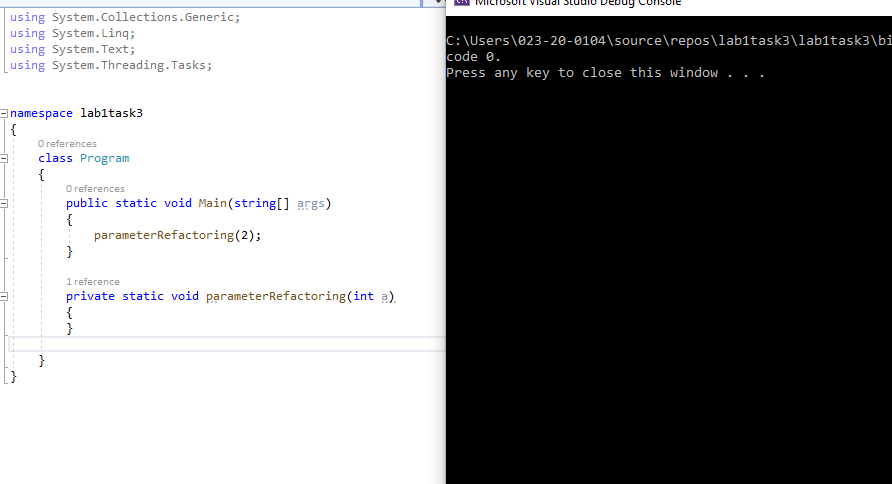 using System.Collections.Generic;
using System.Linq;
using System.Text;
using System.Threading.Tasks;
namespace lab1task3
{
0 references
class Program
{
0 references
public static void Main(string[] args)
{
parameterRefactoring(2);
}
1 reference
private static void parameterRefactoring(int a)
{
}
}
}
Microsoft Visual Studio Debug Console
C:\Users\023-20-0104\source\repos\lab1task3\lab1task3\bi
code 0.
Press any key to close this window . . .